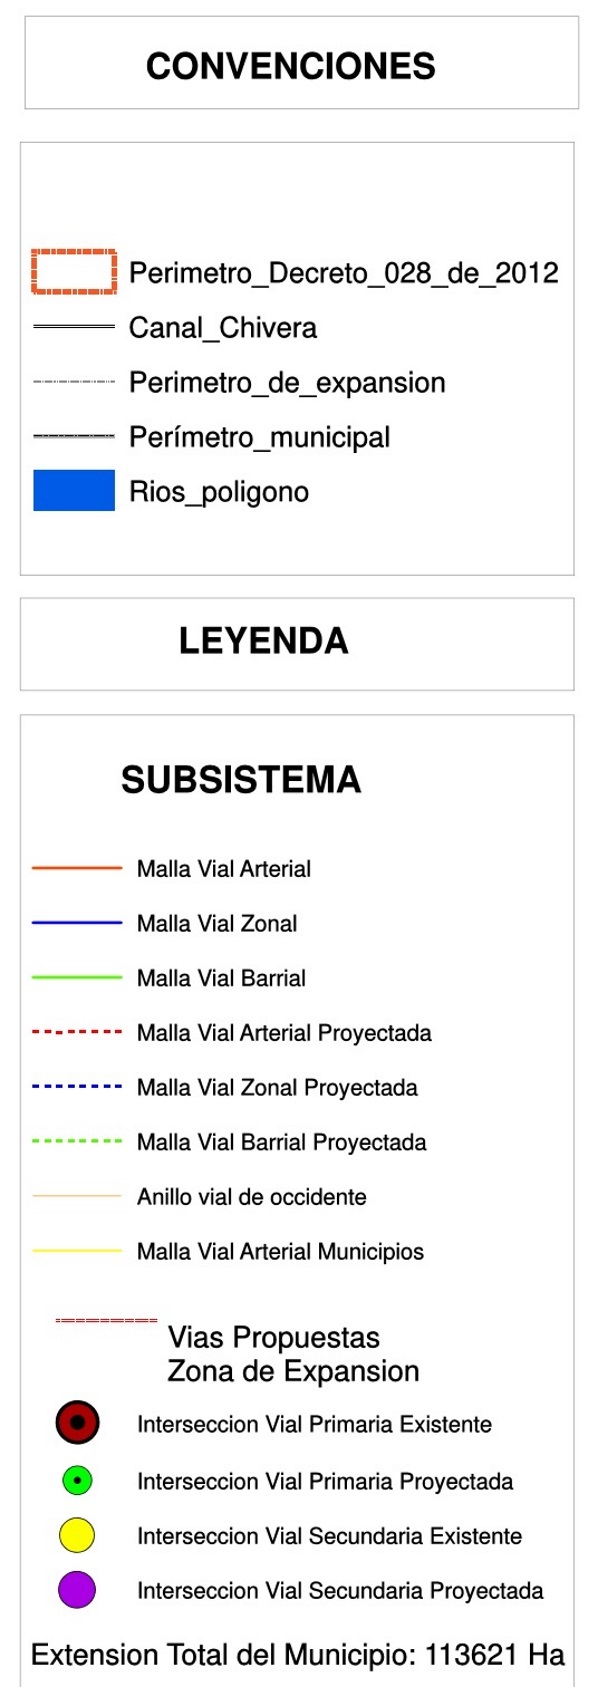 CONVENCIONES
Perimetro_Decreto_028_de_2012
Canal_Chivera
Perimetro_de_expansion
Perímetro_municipal
Rios_poligono
LEYENDA
SUBSISTEMA
Malla Vial Arterial
Malla Vial Zonal
Malla Vial Barrial
Malla Vial Arterial Proyectada
Malla Vial Zonal Proyectada
Malla Vial Barrial Proyectada
Anillo vial de occidente
Malla Vial Arterial Municipios
Vias Propuestas
Zona de Expansion
Interseccion Vial Primaria Existente
Interseccion Vial Primaria Proyectada
Interseccion Vial Secundaria Existente
Interseccion Vial Secundaria Proyectada
Extension Total del Municipio: 113621 Ha